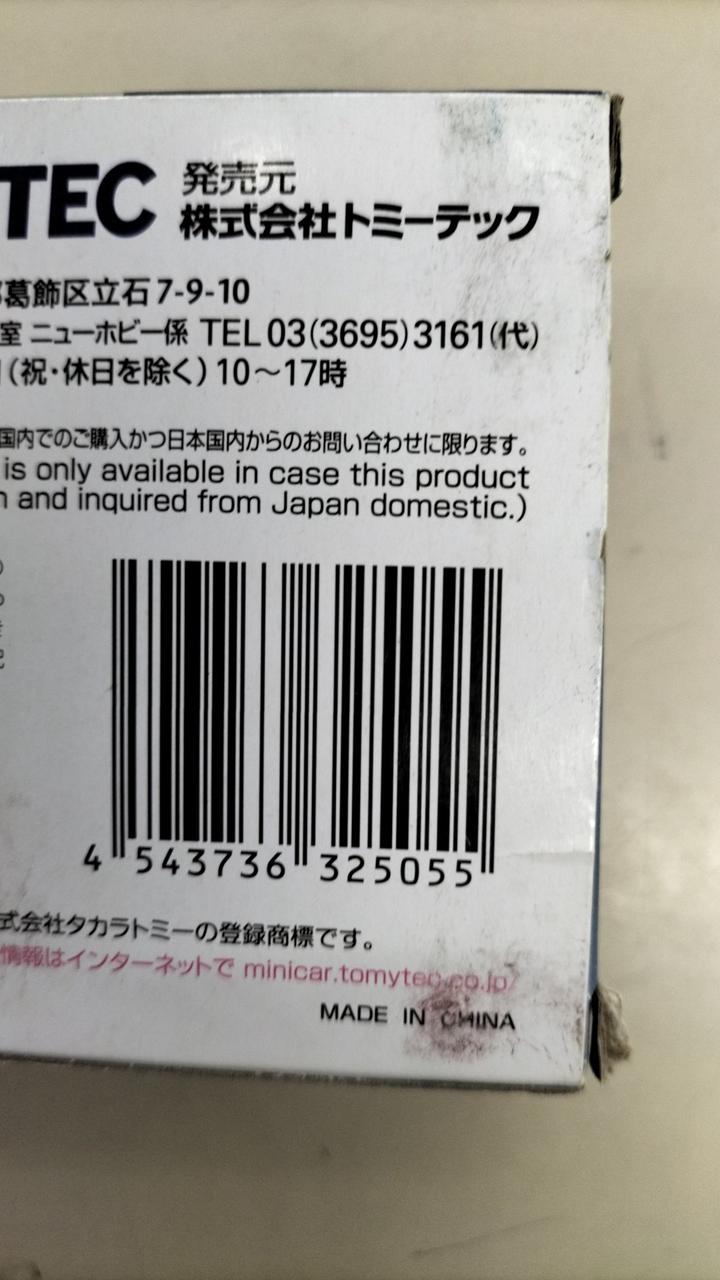 TEC 発売元
株式会社トミーテック
葛飾区立石7-9-10
室 ニューホビー係 TEL 03(3695)3161(代)
(祝・休日を除く) 10〜17時
国内でのご購入かつ日本国内からのお問い合わせに限ります。
is only available in case this product
and inquired from Japan domestic.)
4 543736 325055
式会社タカラトミーの登録商標です。
情報はインターネットで minicar.tomytec.co.jp/
MADE IN CHINA